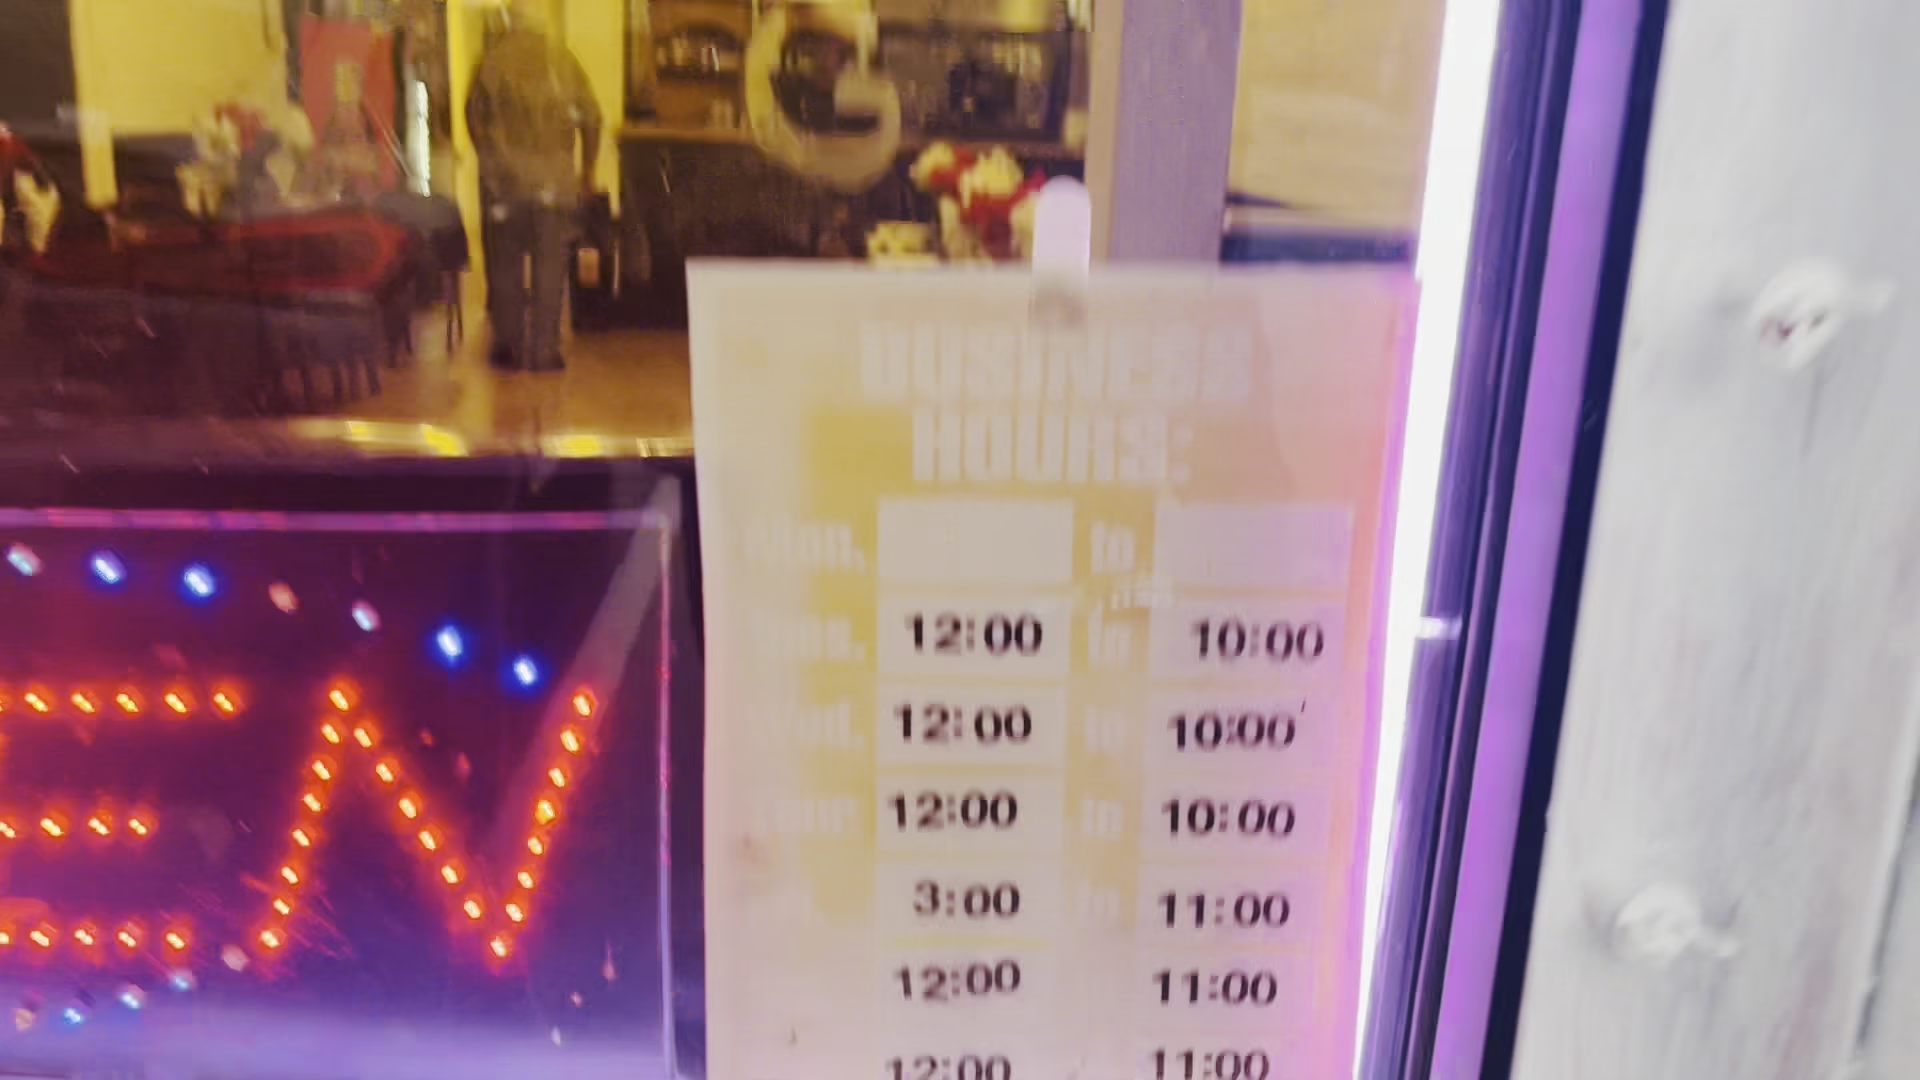 G
BUSINESS
HOURS:
Mon. to
Tues. 12:00 to 10:00
Wed. 12:00 to 10:00
12:00 to 10:00
3:00 to 11:00
12:00 11:00
12:00 11:00
EN